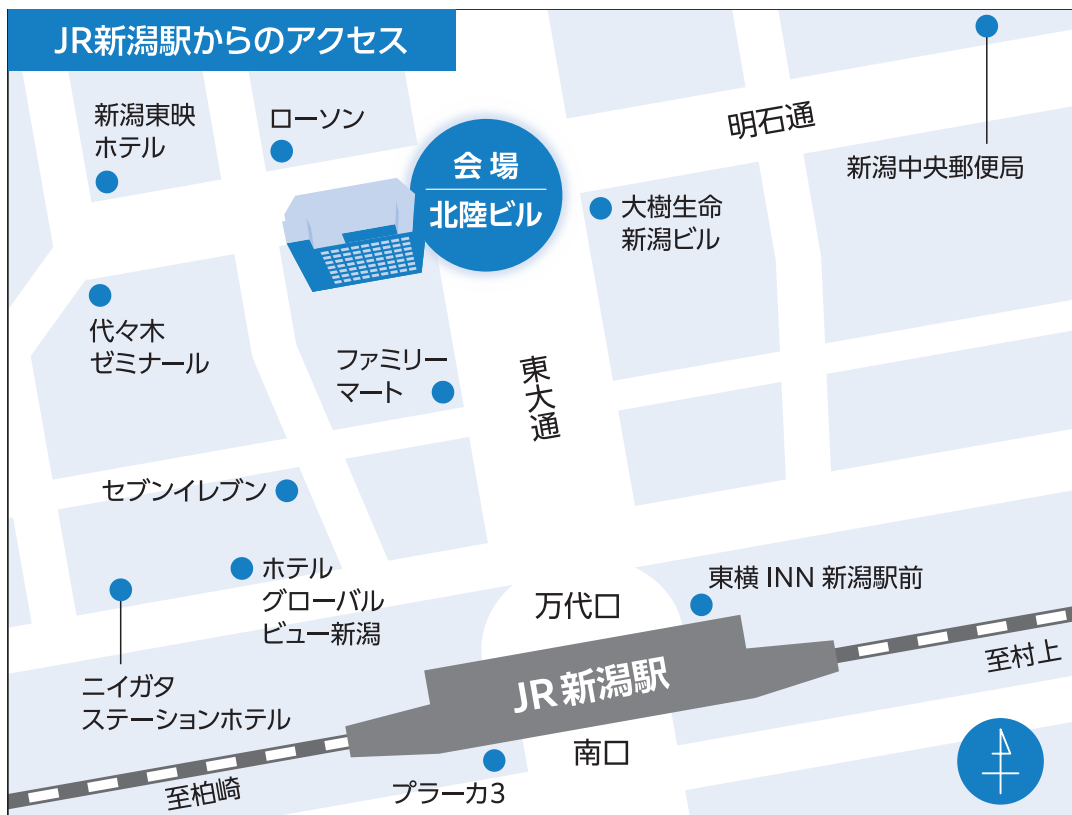 JR新潟駅からのアクセス
新潟東映
ホテル
ローソン
会場
北陸ビル
明石通
新潟中央郵便局
大樹生命
新潟ビル
代々木
ゼミナール
ファミリー
マート
東大通
セブンイレブン
ホテル
グローバル
ビュー新潟
ニイガタ
ステーションホテル
万代口
東横 INN 新潟駅前
JR新潟駅
至村上
南口
至柏崎
プラーカ3